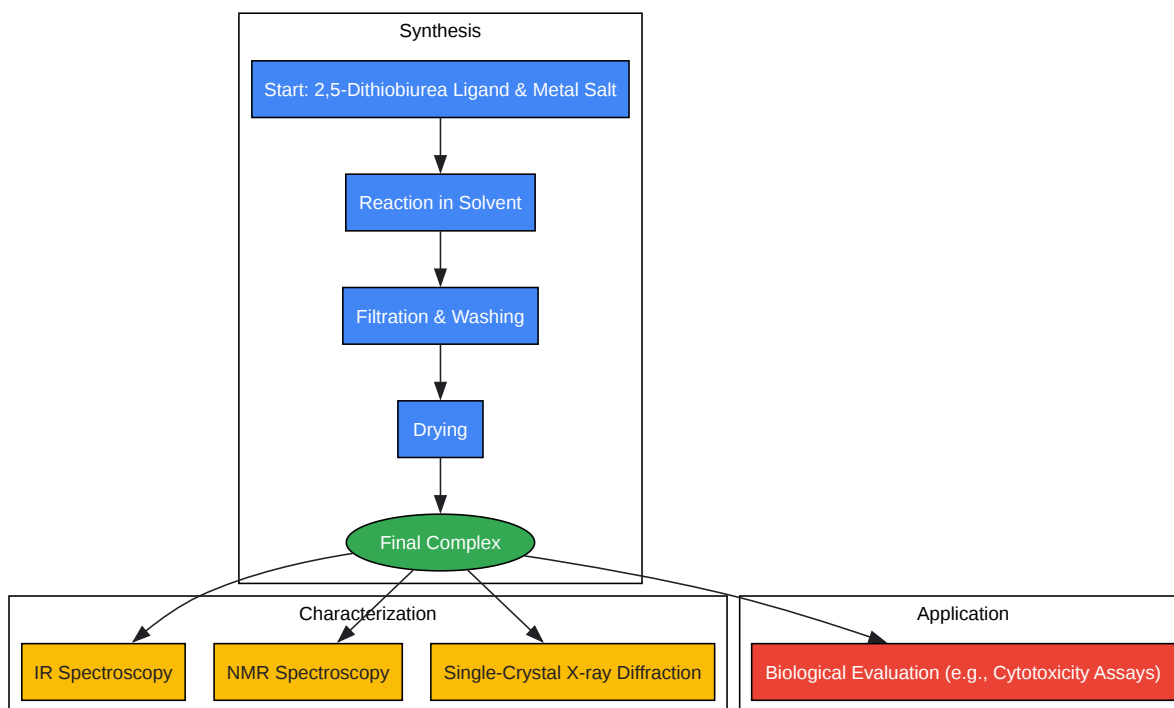 Synthesis
Start: 2,5-Dithiobiurea Ligand & Metal Salt
Reaction in Solvent
Filtration & Washing
Drying
Final Complex
Characterization
Application
IR Spectroscopy
NMR Spectroscopy
Single-Crystal X-ray Diffraction
Biological Evaluation (e.g., Cytotoxicity Assays)